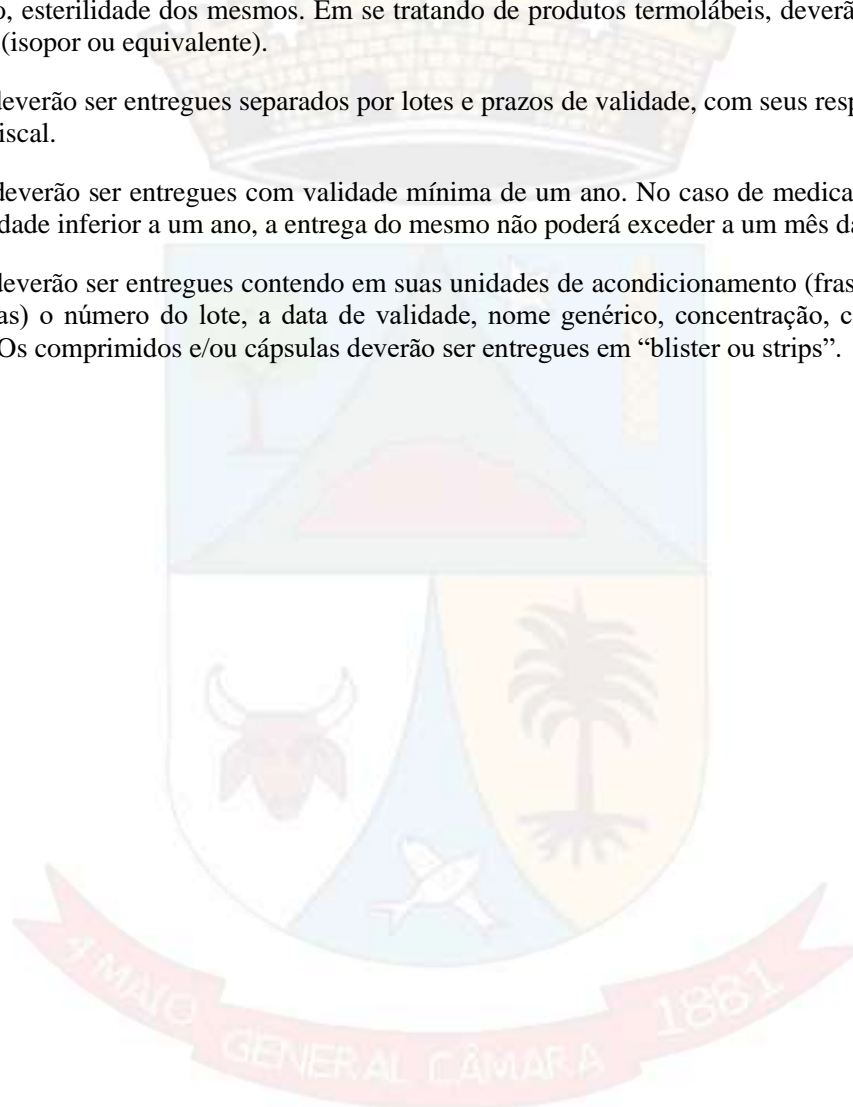 o, esterilidade dos mesmos. Em se tratando de produtos termolábeis, deverã
(isopor ou equivalente).
deverão ser entregues separados por lotes e prazos de validade, com seus resp
iscal.
deverão ser entregues com validade mínima de um ano. No caso de medica
dade inferior a um ano, a entrega do mesmo não poderá exceder a um mês da
deverão ser entregues contendo em suas unidades de acondicionamento (fras
as) o número do lote, a data de validade, nome genérico, concentração, c
Os comprimidos e/ou cápsulas deverão ser entregues em “blister ou strips”.
4 MAIO GENERAL CÂMARA 1881